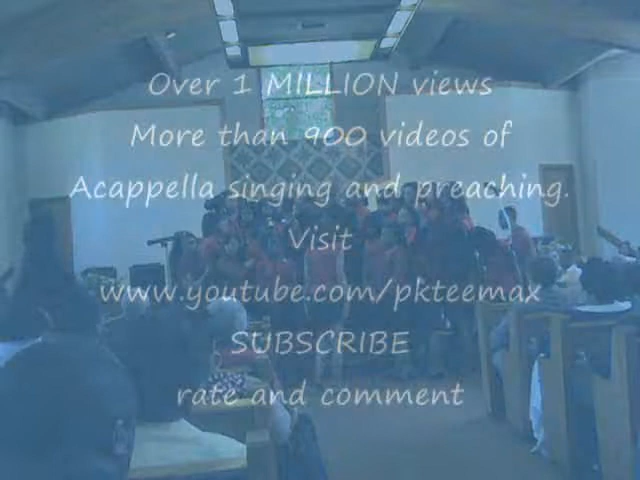 Over 1 MILLION views
More than 900 videos of
Acappella singing and preaching.
Visit
www.youtube.com/pkteemax
SUBSCRIBE
rate and comment